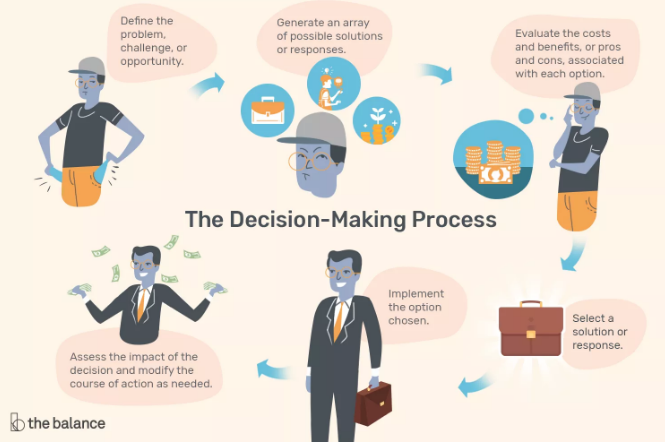 Define the
problem,
challenge, or
opportunity.
Generate an array
of possible solutions
or responses.
Evaluate the costs
and benefits, or pros
and cons, associated
with each option.
The Decision-Making Process
Select a
solution or
response.
Implement
the option
chosen.
Assess the impact of the
decision and modify the
course of action as needed.
the balance